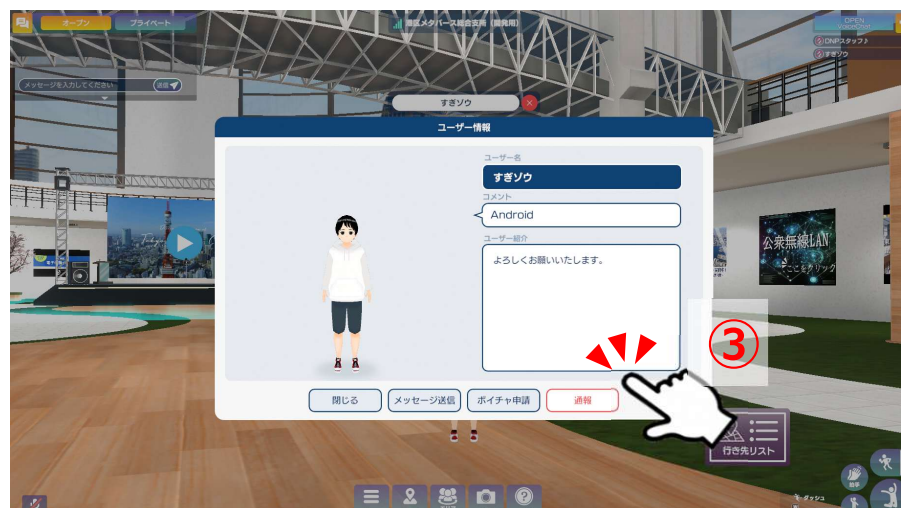 オープン
プライベート
港区メタバース総合支所（開発用）
OPEN
VoiceChat
DNPスタッフ♪
すぎゾウ
メッセージを入力してください
送信
すぎゾウ
ユーザー情報
ユーザー名
すぎゾウ
コメント
Android
ユーザー紹介
よろしくお願いいたします。
公衆無線LAN
ここをクリック
③
閉じる
メッセージ送信
ボイチャ申請
通報
行き先リスト
拍手
ダッシュ